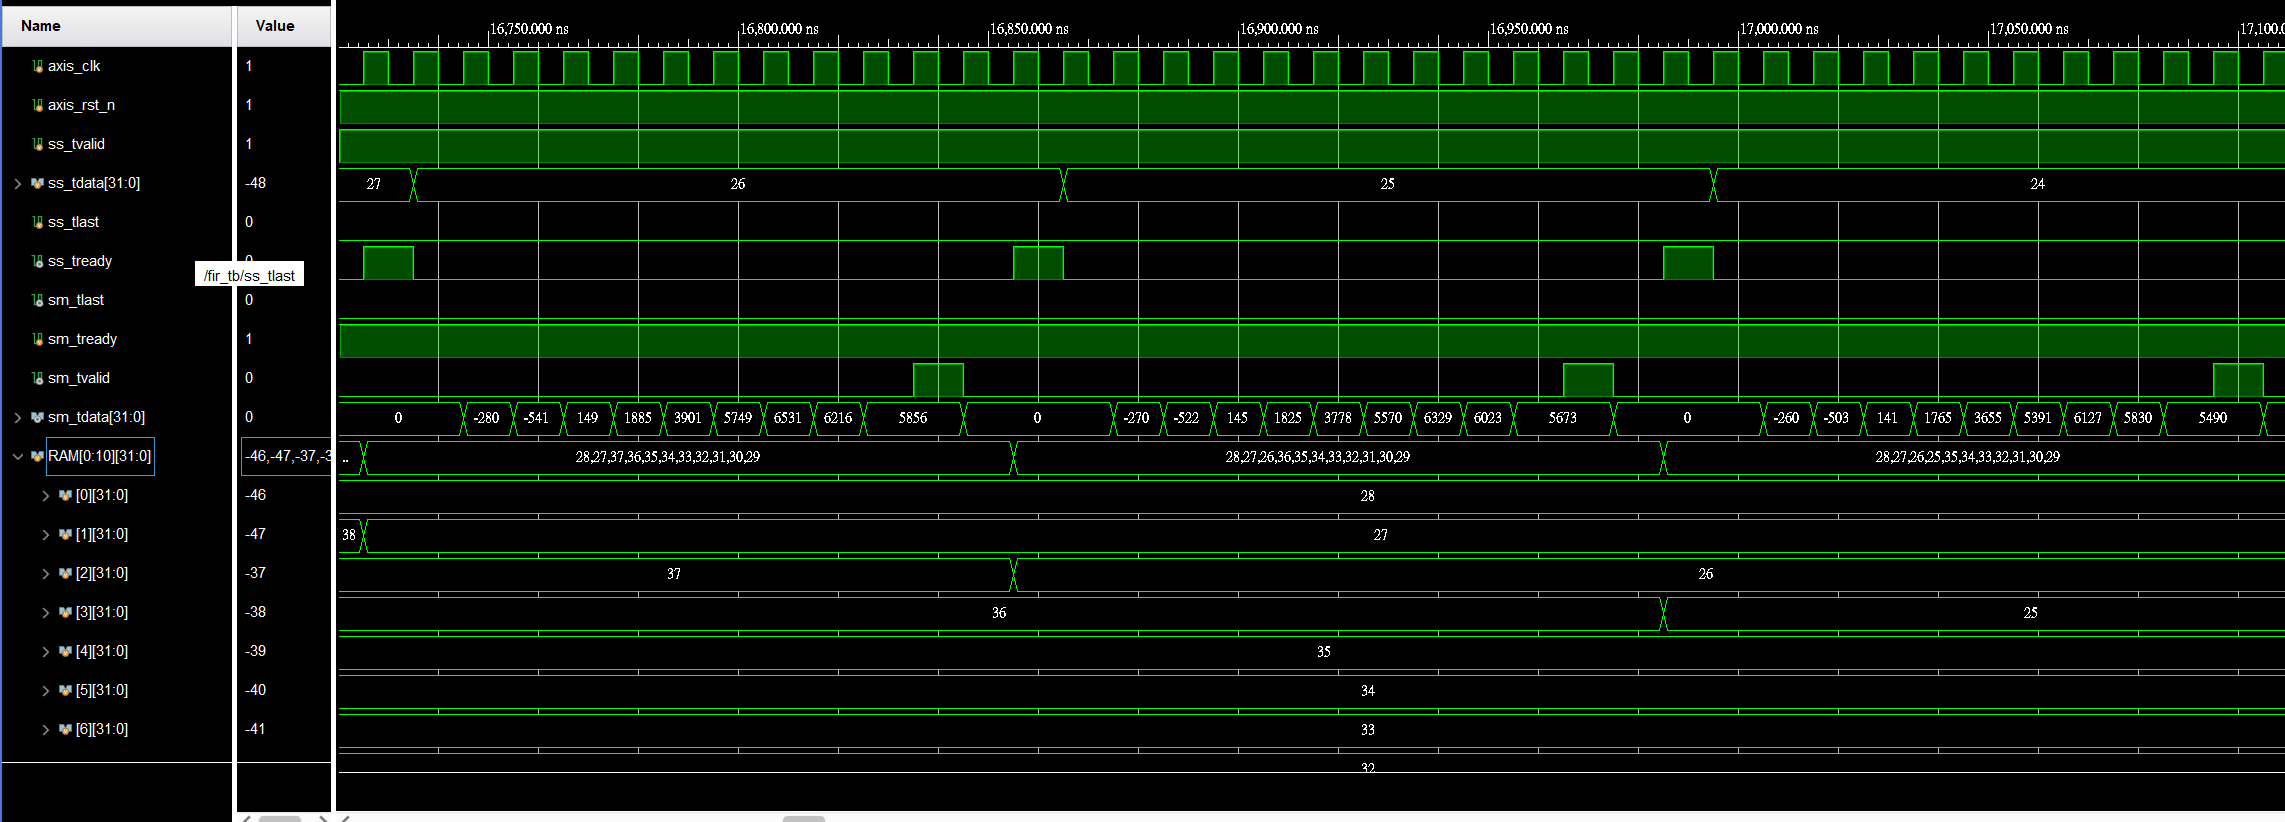 Name Value
16,750.000 ns 16,800.000 ns 16,850.000 ns 16,900.000 ns 16,950.000 ns 17,000.000 ns 17,050.000 ns 17,100.0
axis_clk 1
axis_rst_n 1
ss_tvalid 1
ss_tdata[31:0] -48 27 26 25 24
ss_tlast 0
ss_tready 0
/fir_tb/ss_tlast
sm_tlast 0
sm_tready 1
sm_tvalid 0
sm_tdata[31:0] 0 0 -280 -541 149 1885 3901 5749 6531 6216 5856 0 -270 -522 145 1825 3778 5570 6329 6023 5673 0 -260 -503 141 1765 3655 5391 6127 5830 5490
RAM[0:10][31:0] -46,-47,-37,-3 .. 28,27,37,36,35,34,33,32,31,30,29 28,27,26,36,35,34,33,32,31,30,29 28,27,26,25,35,34,33,32,31,30,29
[0][31:0] -46 28
[1][31:0] -47 38 27
[2][31:0] -37 37 26
[3][31:0] -38 36 25
[4][31:0] -39 35
[5][31:0] -40 34
[6][31:0] -41 33
32